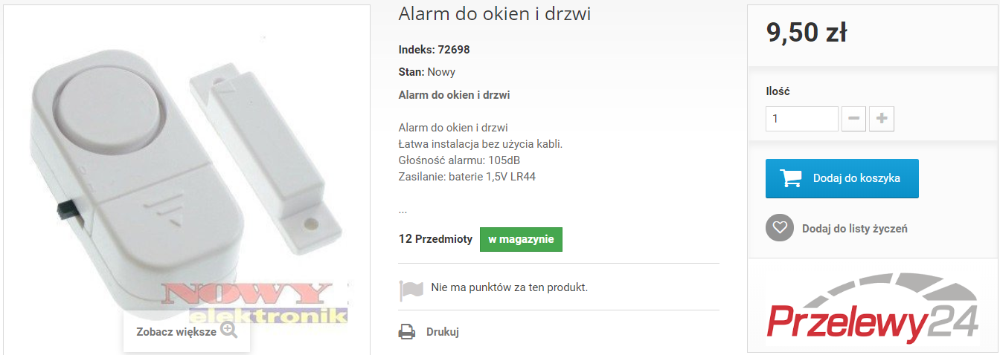 Alarm do okien i drzwi
Indeks: 72698
Stan: Nowy
Alarm do okien i drzwi
Alarm do okien i drzwi
Łatwa instalacja bez użycia kabli.
Głośność alarmu: 105dB
Zasilanie: baterie 1,5V LR44
...
12 Przedmioty w magazynie
Nie ma punktów za ten produkt.
Drukuj
NOWY
elektronik
Zobacz większe
9,50 zł
Ilość
1
Dodaj do koszyka
Dodaj do listy życzeń
Przelewy24